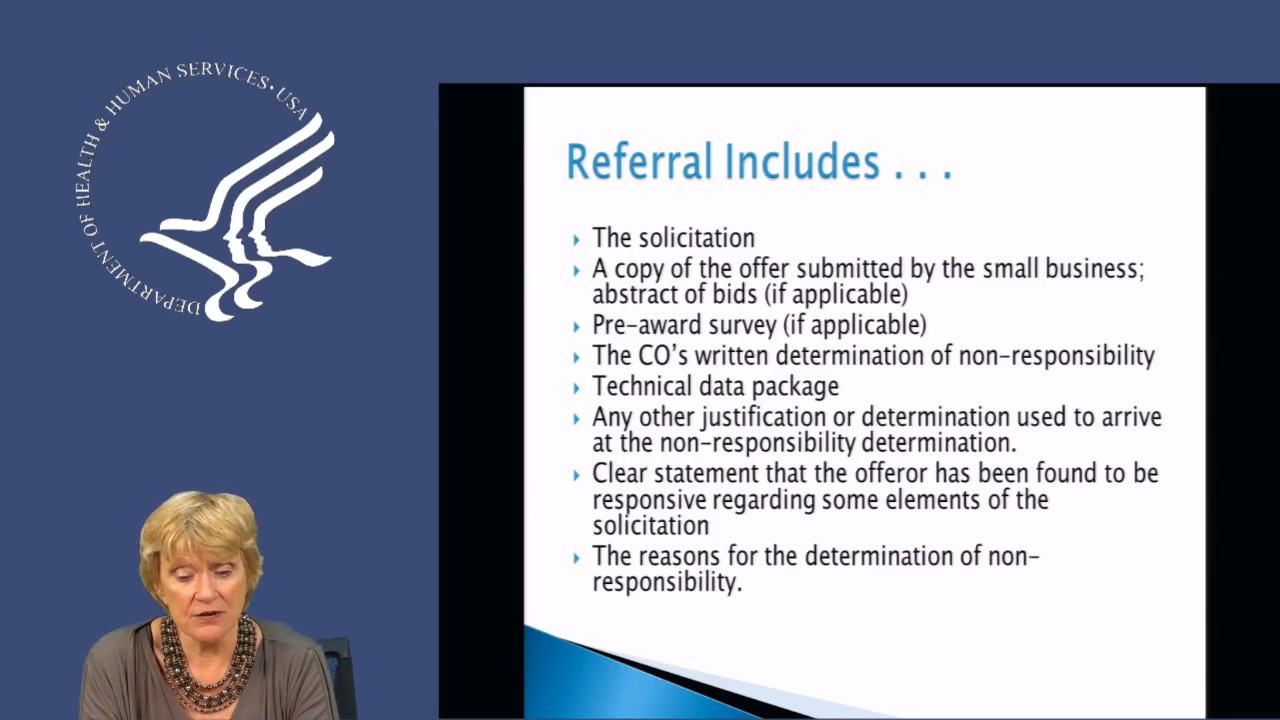 DEPARTMENT OF HEALTH & HUMAN SERVICES • USA
Referral Includes . . .
The solicitation
A copy of the offer submitted by the small business;
abstract of bids (if applicable)
Pre-award survey (if applicable)
The CO's written determination of non-responsibility
Technical data package
Any other justification or determination used to arrive
at the non-responsibility determination.
Clear statement that the offeror has been found to be
responsive regarding some elements of the
solicitation
The reasons for the determination of non-
responsibility.